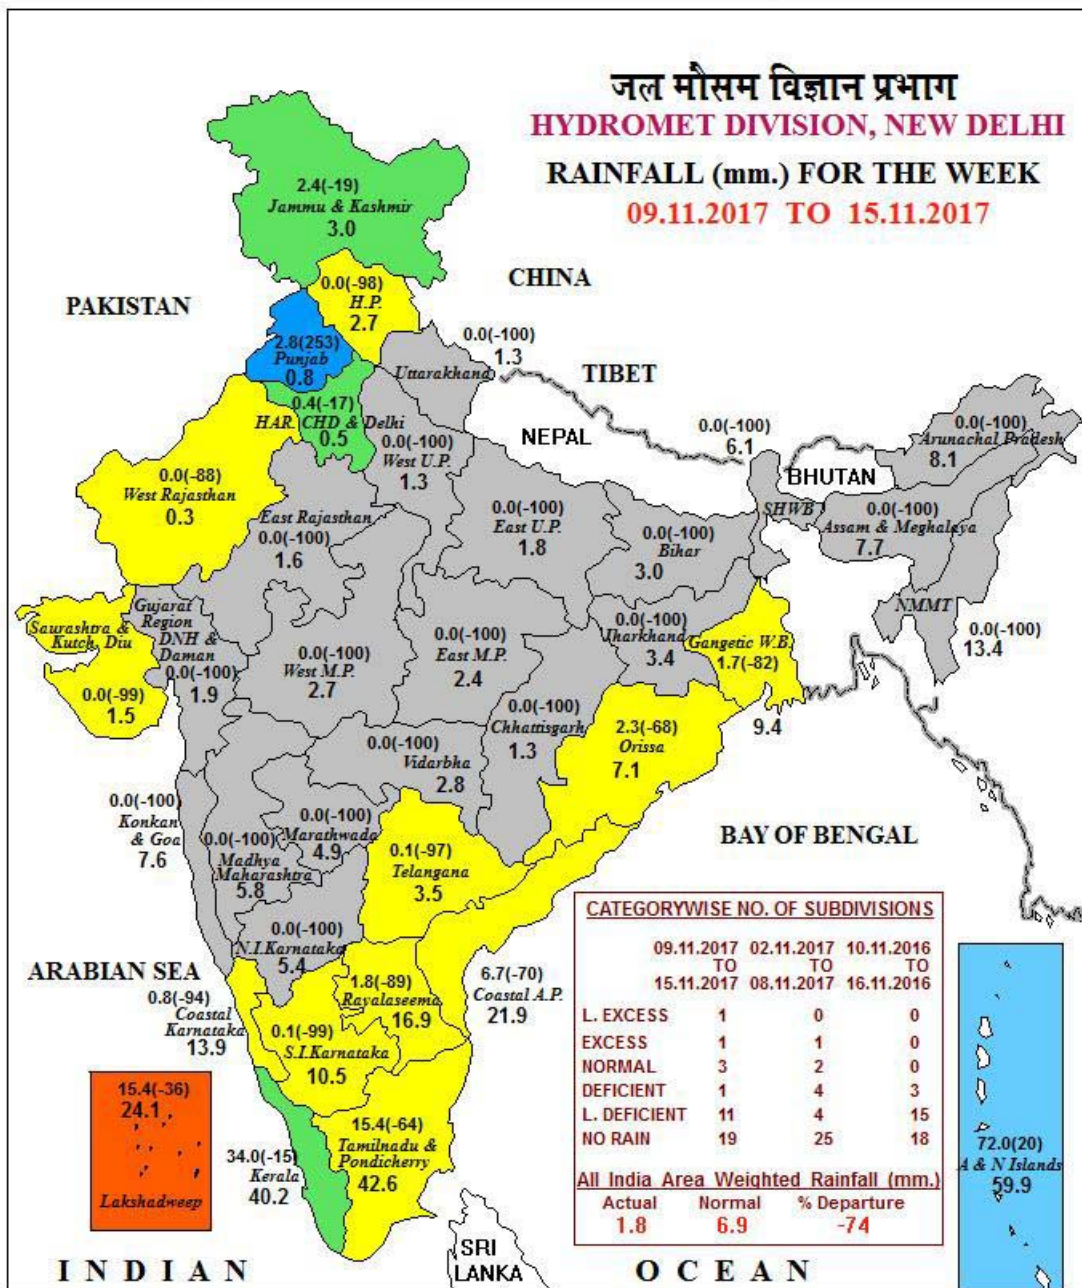 जल मौसम विज्ञान प्रभाग
HYDROMET DIVISION, NEW DELHI
RAINFALL (mm.) FOR THE WEEK
09.11.2017 TO 15.11.2017
2.4(-19)
Jammu & Kashmir
3.0
CHINA
0.0(-98)
H.P.
2.7
PAKISTAN
2.8(253)
Punjab
0.8
0.0(-100)
1.3
Uttarakhand
TIBET
0.4(-17)
HAR. CHD & Delhi
0.5
NEPAL
0.0(-100)
West U.P.
1.3
0.0(-100)
6.1
BHUTAN
0.0(-100)
Arunachal Pradesh
8.1
0.0(-88)
West Rajasthan
0.3
East Rajasthan
0.0(-100)
1.6
0.0(-100)
East U.P.
1.8
0.0(-100)
Bihar
3.0
SHWB
0.0(-100)
Assam & Meghalaya
7.7
Saurashtra &
Kutch, Diu
0.0(-99)
1.5
Gujarat
Region
DNH &
Daman
0.0(-100)
1.9
0.0(-100)
West M.P.
2.7
0.0(-100)
East M.P.
2.4
0.0(-100)
Jharkhand
3.4
Gangetic W.B.
1.7(-82)
9.4
NMMT
0.0(-100)
13.4
0.0(-100)
Chhattisgarh
1.3
2.3(-68)
Orissa
7.1
0.0(-100)
Vidarbha
2.8
0.0(-100)
Konkan
& Goa
7.6
0.0(-100)
Madhya
Maharashtra
5.8
0.0(-100)
Marathwada
4.9
0.1(-97)
Telangana
3.5
BAY OF BENGAL
0.0(-100)
N.I.Karnataka
5.4
ARABIAN SEA
0.8(-94)
Coastal
Karnataka
13.9
1.8(-89)
Rayalaseema
16.9
6.7(-70)
Coastal A.P.
21.9
0.1(-99)
S.I.Karnataka
10.5
15.4(-36)
24.1
Lakshadweep
34.0(-15)
Kerala
40.2
15.4(-64)
Tamilnadu &
Pondicherry
42.6
CATEGORYWISE NO. OF SUBDIVISIONS
09.11.2017 02.11.2017 10.11.2016
TO TO TO
15.11.2017 08.11.2017 16.11.2016
L. EXCESS 1 0 0
EXCESS 1 1 0
NORMAL 3 2 0
DEFICIENT 1 4 3
L. DEFICIENT 11 4 15
NO RAIN 19 25 18
All India Area Weighted Rainfall (mm.)
Actual Normal % Departure
1.8 6.9 -74
72.0(20)
A & N Islands
59.9
SRI
LANKA
INDIAN OCEAN